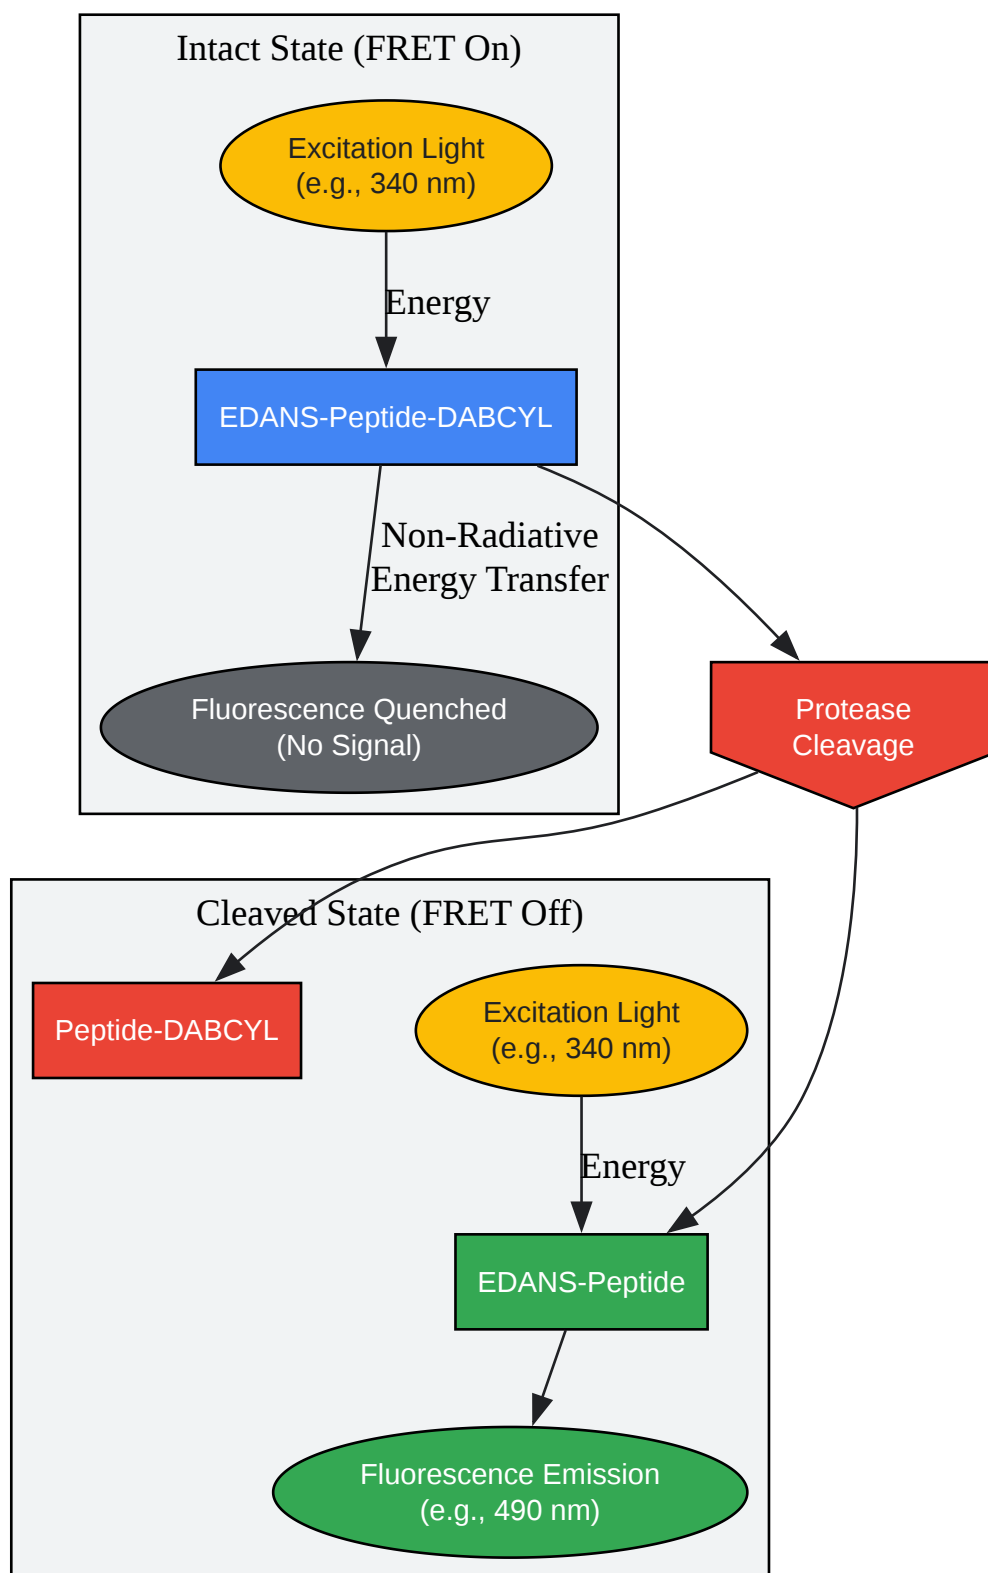 Intact State (FRET On)
Excitation Light
(e.g., 340 nm)
Energy
EDANS-Peptide-DABCYL
Non-Radiative
Energy Transfer
Fluorescence Quenched
(No Signal)
Protease
Cleavage
Cleaved State (FRET Off)
Peptide-DABCYL
Excitation Light
(e.g., 340 nm)
Energy
EDANS-Peptide
Fluorescence Emission
(e.g., 490 nm)